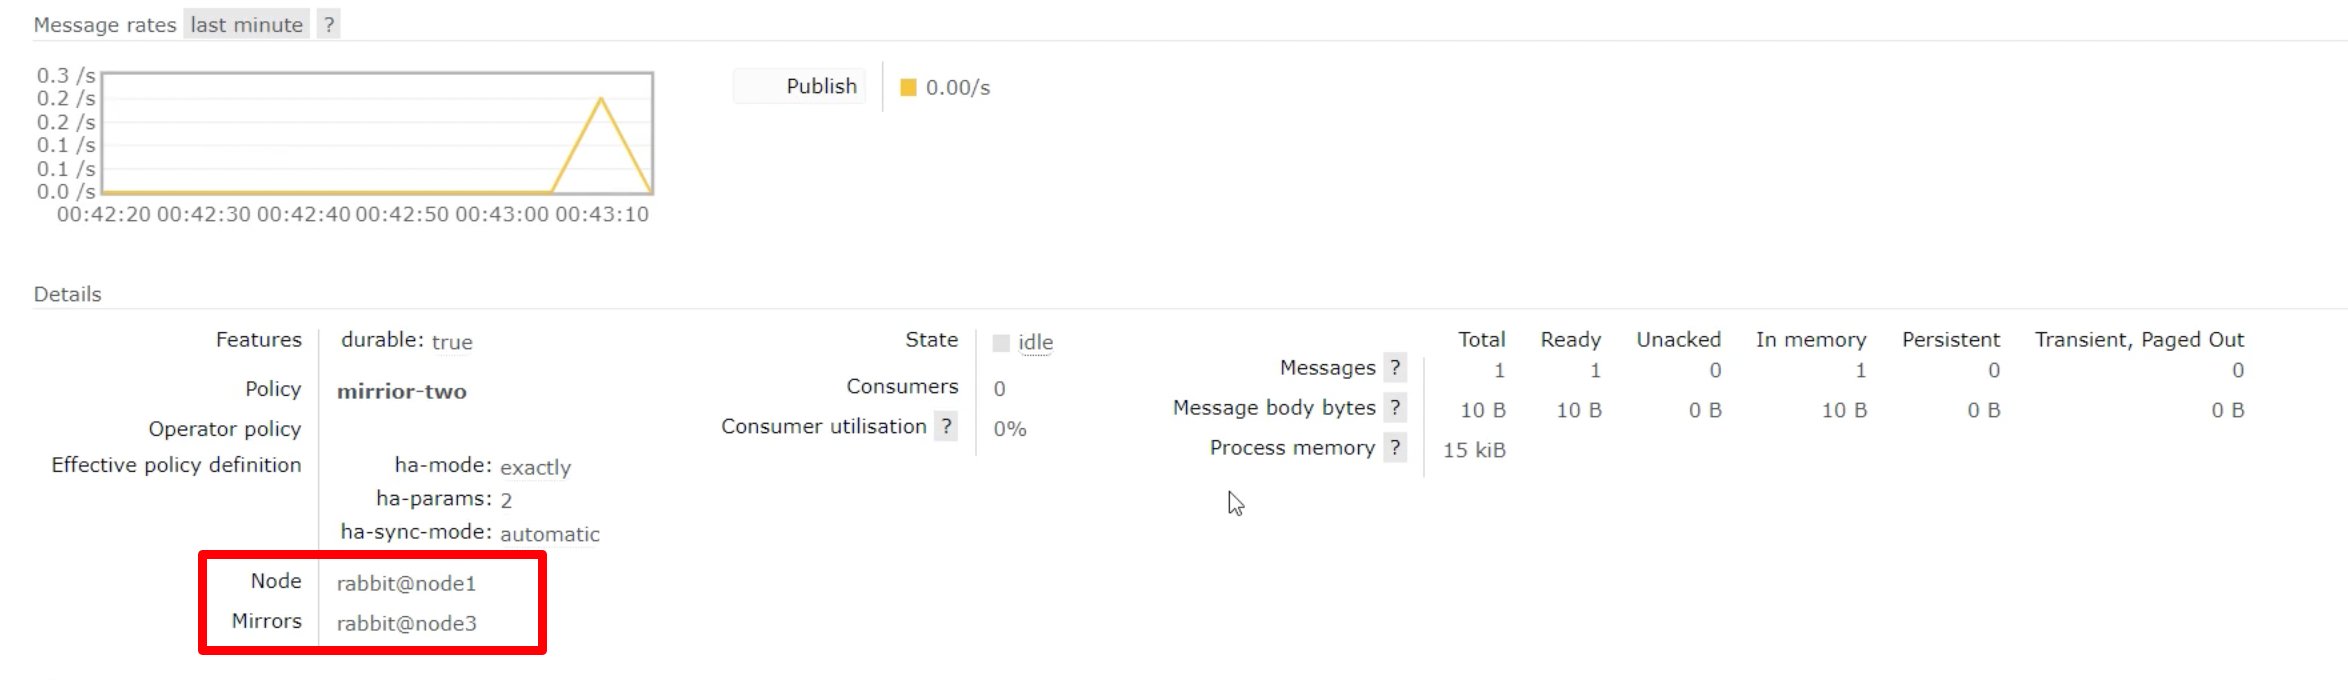 Message rates last minute ?
0.3 /s
0.2 /s
0.2 /s
0.1 /s
0.1 /s
0.0 /s
00:42:20 00:42:30 00:42:40 00:42:50 00:43:00 00:43:10
Publish 0.00/s
Details
Features durable: true
Policy mirrior-two
Operator policy
Effective policy definition ha-mode: exactly
ha-params: 2
ha-sync-mode: automatic
Node rabbit@node1
Mirrors rabbit@node3
State idle
Consumers 0
Consumer utilisation ? 0%
Total Ready Unacked In memory Persistent Transient, Paged Out
Messages ? 1 1 0 1 0 0
Message body bytes ? 10 B 10 B 0 B 10 B 0 B 0 B
Process memory ? 15 kiB